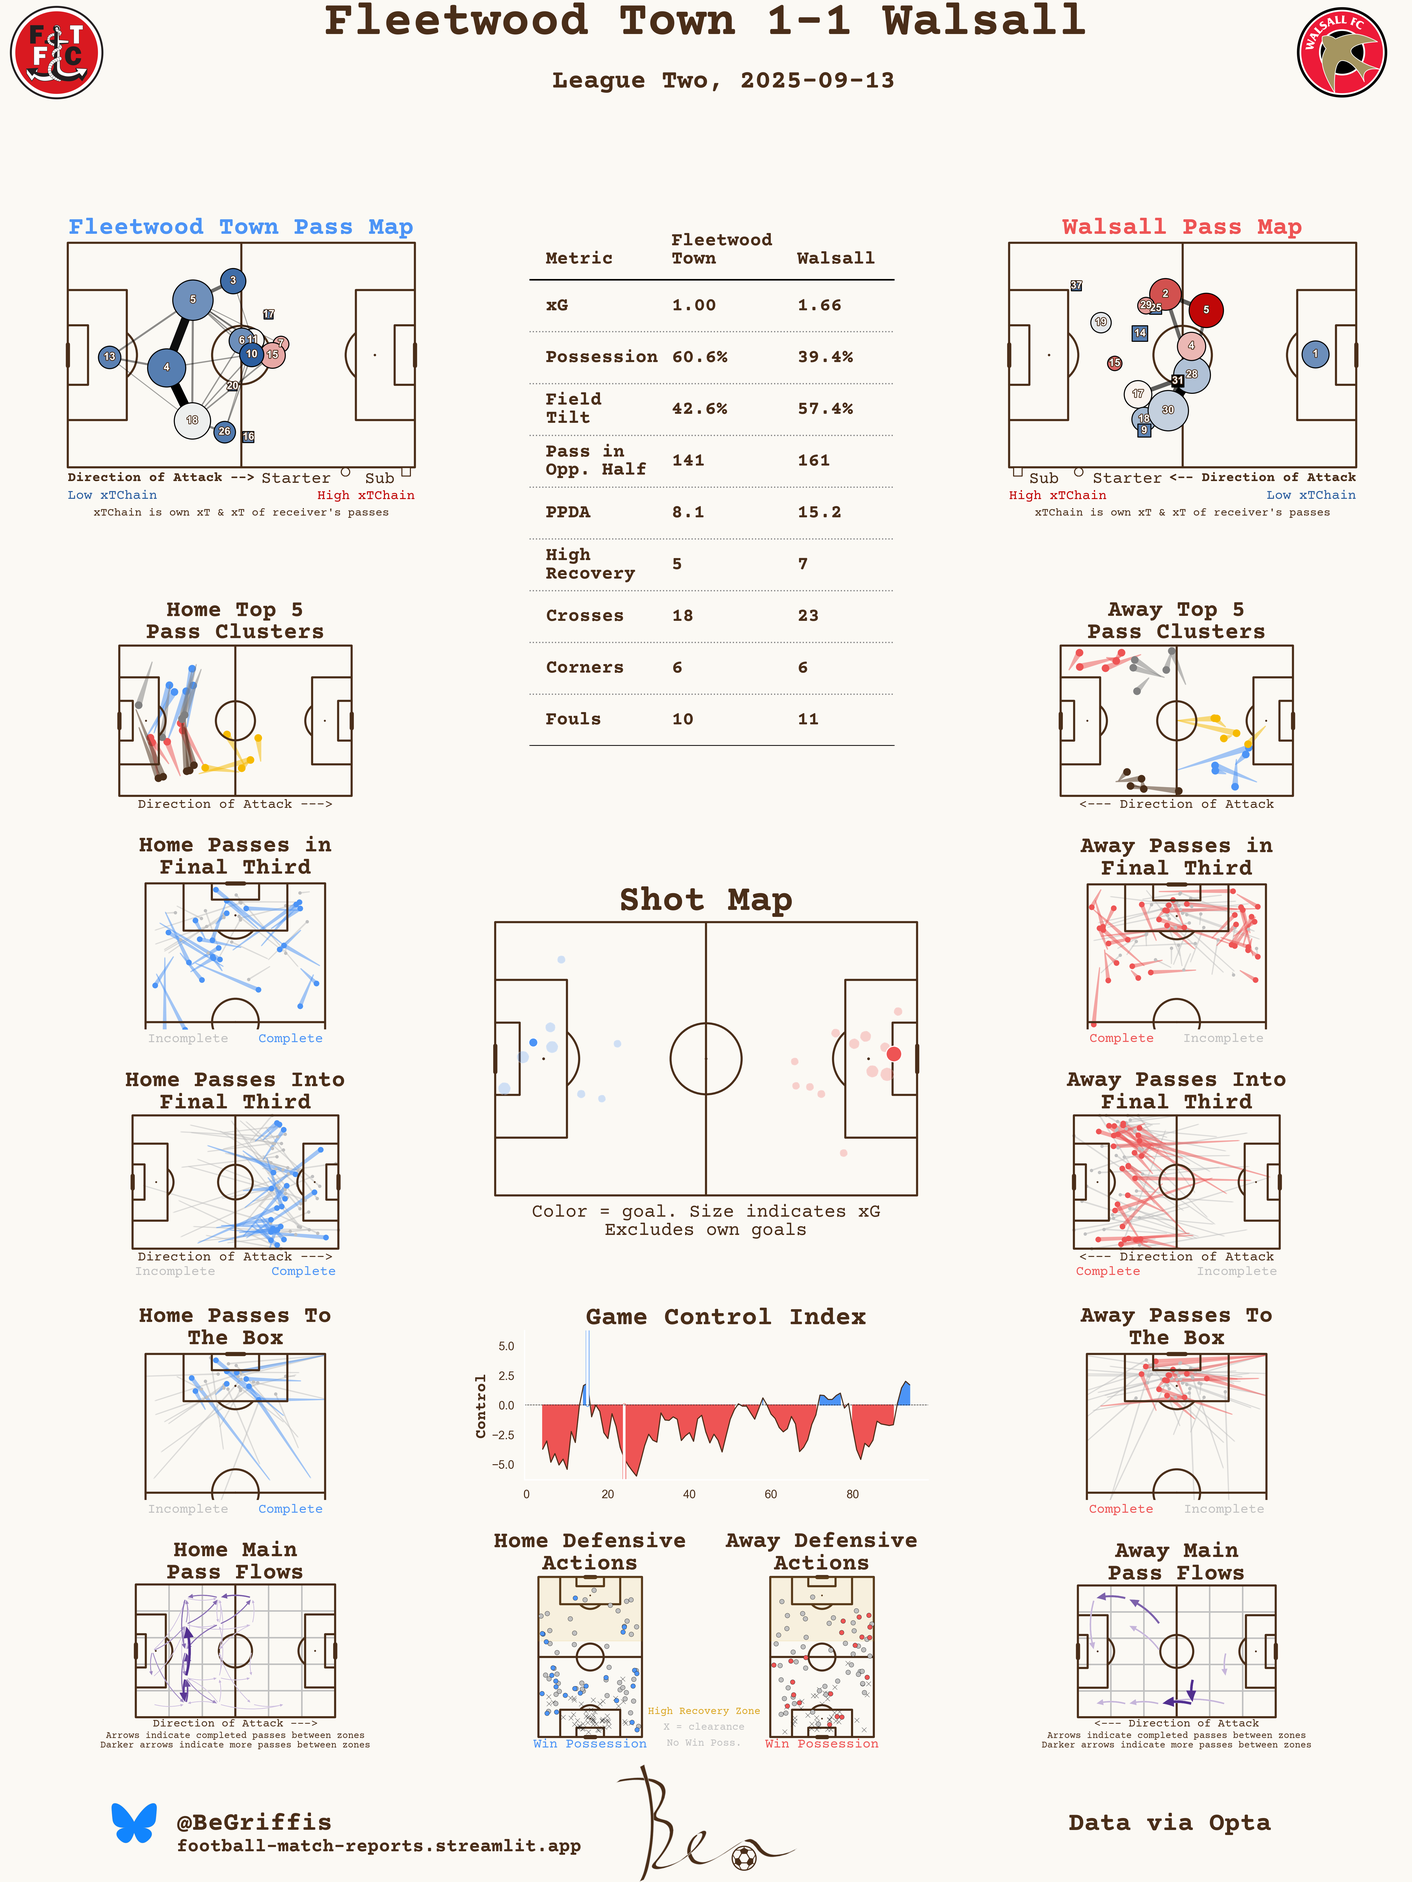 Fleetwood Town 1-1 Walsall
League Two, 2025-09-13
F T
F C
WALSALL FC
Fleetwood Town Pass Map
3
5
17
6 11
7
10
15
13
4
20
18
26
16
Direction of Attack --> Starter Sub
Low xTChain High xTChain
xTChain is own xT & xT of receiver's passes
Metric Fleetwood Town Walsall
xG 1.00 1.66
Possession 60.6% 39.4%
Field Tilt 42.6% 57.4%
Pass in Opp. Half 141 161
PPDA 8.1 15.2
High Recovery 5 7
Crosses 18 23
Corners 6 6
Fouls 10 11
Walsall Pass Map
37
2
29
25
5
19
14
4
1
15
28
31
17
30
18
9
Sub Starter <-- Direction of Attack
High xTChain Low xTChain
xTChain is own xT & xT of receiver's passes
Home Top 5
Pass Clusters
Direction of Attack --->
Away Top 5
Pass Clusters
<--- Direction of Attack
Home Passes in
Final Third
Incomplete Complete
Away Passes in
Final Third
Complete Incomplete
Shot Map
Color = goal. Size indicates xG
Excludes own goals
Home Passes Into
Final Third
Direction of Attack --->
Incomplete Complete
Away Passes Into
Final Third
<--- Direction of Attack
Complete Incomplete
Home Passes To
The Box
Incomplete Complete
Game Control Index
Control
5.0
2.5
0.0
−2.5
−5.0
0 20 40 60 80
Away Passes To
The Box
Complete Incomplete
Home Main
Pass Flows
Direction of Attack --->
Arrows indicate completed passes between zones
Darker arrows indicate more passes between zones
Home Defensive
Actions
Win Possession
High Recovery Zone
X = clearance
No Win Poss.
Away Defensive
Actions
Win Possession
Away Main
Pass Flows
<--- Direction of Attack
Arrows indicate completed passes between zones
Darker arrows indicate more passes between zones
@BeGriffis
football-match-reports.streamlit.app
Ben
Data via Opta